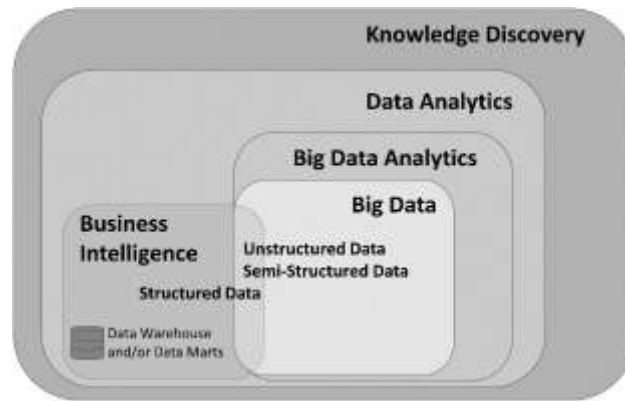 Knowledge Discovery
Data Analytics
Big Data Analytics
Big Data
Business
Intelligence
Unstructured Data
Semi-Structured Data
Structured Data
Data Warehouse
and/or Data Marts